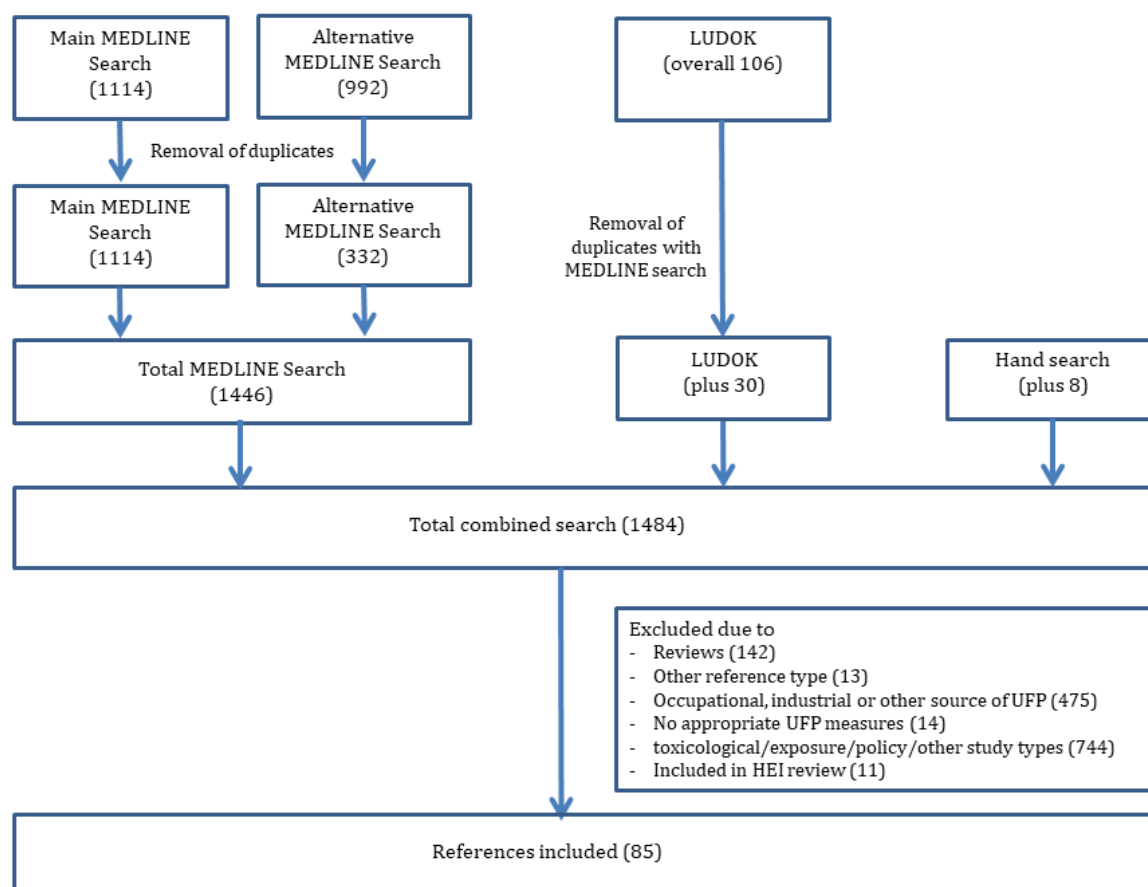 Main MEDLINE
Search
(1114)
Alternative
MEDLINE Search
(992)
LUDOK
(overall 106)
Removal of duplicates
Main MEDLINE
Search
(1114)
Alternative
MEDLINE Search
(332)
Removal of
duplicates with
MEDLINE search
Total MEDLINE Search
(1446)
LUDOK
(plus 30)
Hand search
(plus 8)
Total combined search (1484)
Excluded due to
- Reviews (142)
- Other reference type (13)
- Occupational, industrial or other source of UFP (475)
- No appropriate UFP measures (14)
- toxicological/exposure/policy/other study types (744)
- Included in HEI review (11)
References included (85)